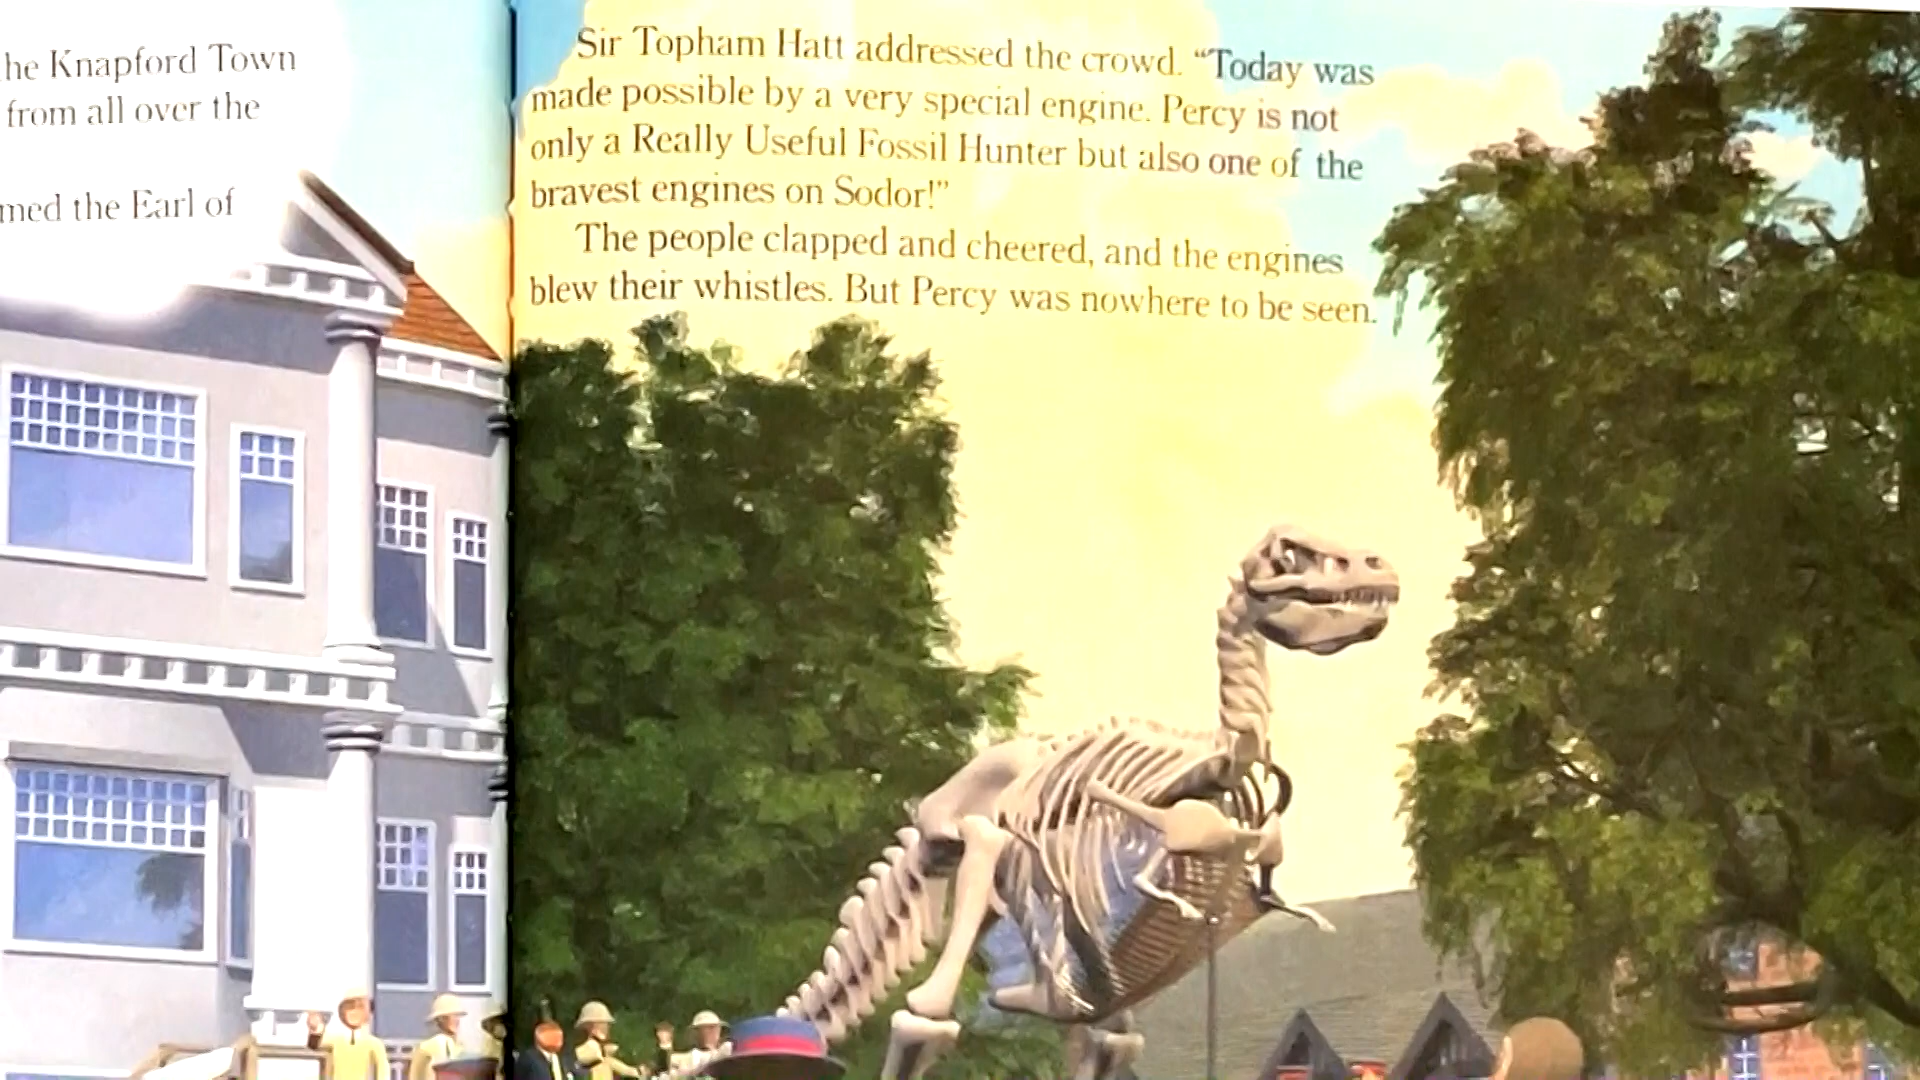 he Knapford Town
from all over the
med the Earl of
Sir Topham Hatt addressed the crowd. “Today was
made possible by a very special engine. Percy is not
only a Really Useful Fossil Hunter but also one of the
bravest engines on Sodor!”
The people clapped and cheered, and the engines
blew their whistles. But Percy was nowhere to be seen.